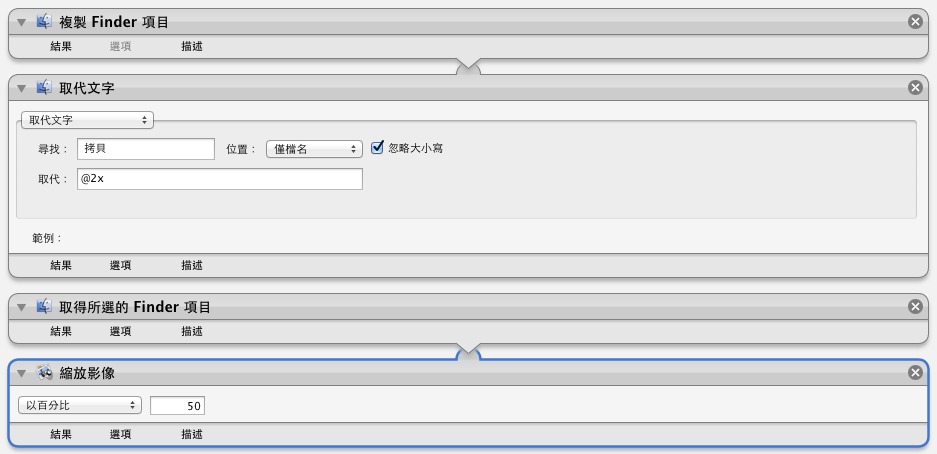 複製 Finder 項目
結果 選項 描述
取代文字
取代文字
尋找： 拷貝 位置： 僅檔名 忽略大小寫
取代： @2x
範例：
結果 選項 描述
取得所選的 Finder 項目
結果 選項 描述
縮放影像
以百分比 50
結果 選項 描述